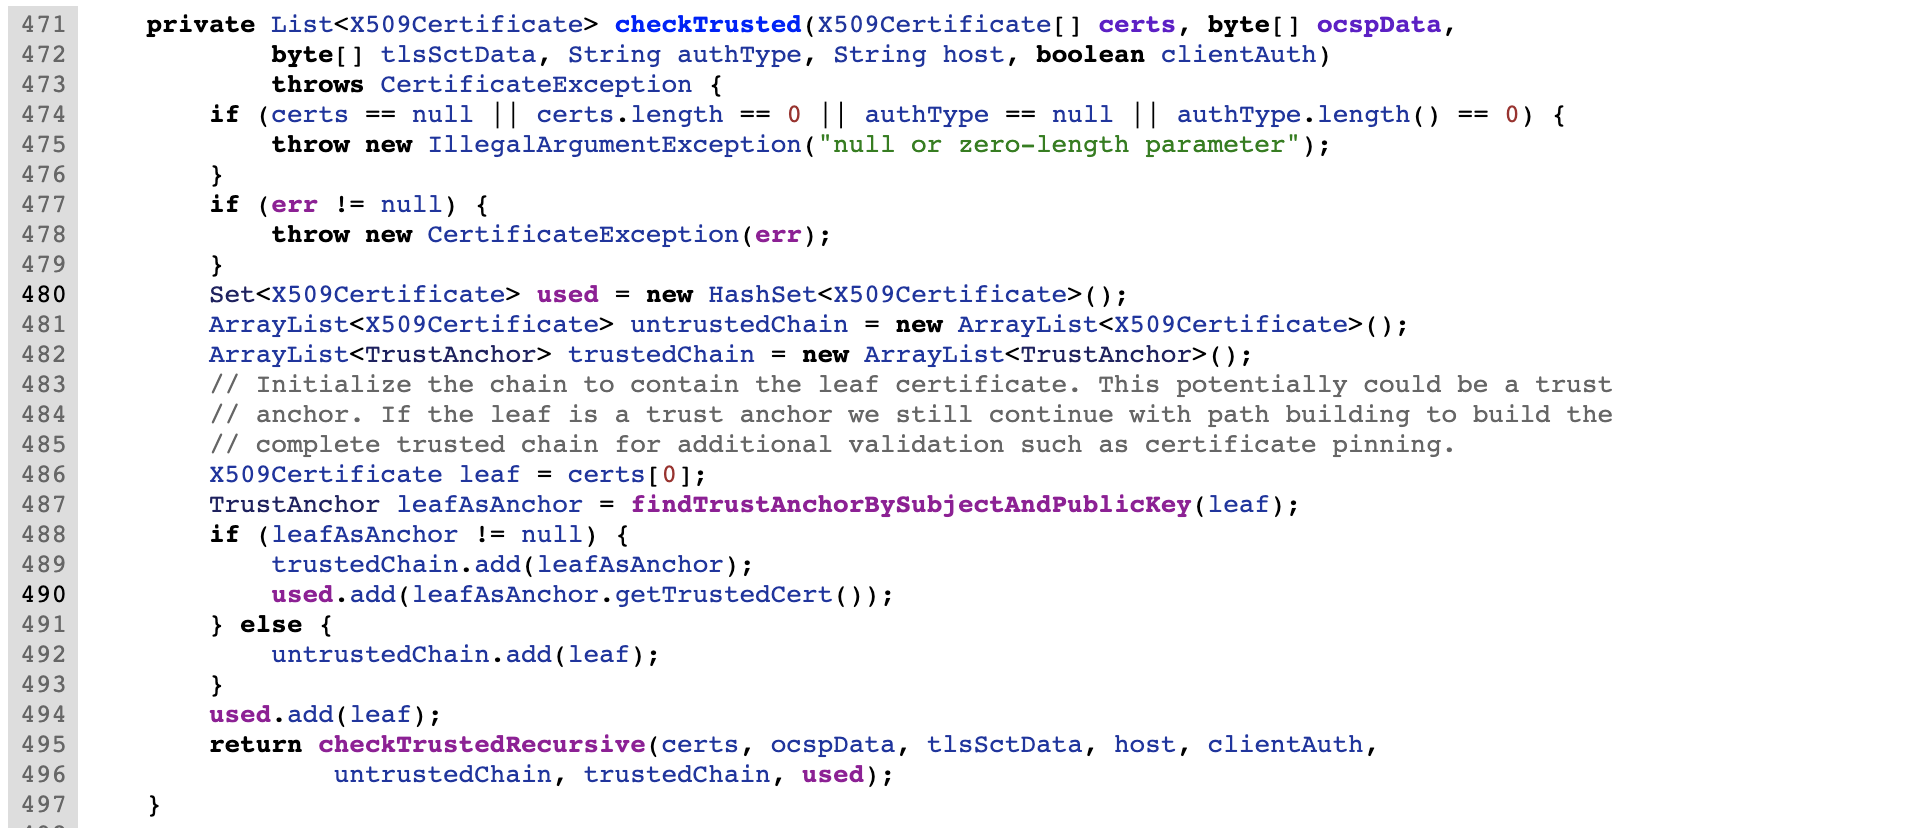 471 private List<X509Certificate> checkTrusted(X509Certificate[] certs, byte[] ocspData,
472 byte[] tlsSctData, String authType, String host, boolean clientAuth)
473 throws CertificateException {
474 if (certs == null || certs.length == 0 || authType == null || authType.length() == 0) {
475 throw new IllegalArgumentException("null or zero-length parameter");
476 }
477 if (err != null) {
478 throw new CertificateException(err);
479 }
480 Set<X509Certificate> used = new HashSet<X509Certificate>();
481 ArrayList<X509Certificate> untrustedChain = new ArrayList<X509Certificate>();
482 ArrayList<TrustAnchor> trustedChain = new ArrayList<TrustAnchor>();
483 // Initialize the chain to contain the leaf certificate. This potentially could be a trust
484 // anchor. If the leaf is a trust anchor we still continue with path building to build the
485 // complete trusted chain for additional validation such as certificate pinning.
486 X509Certificate leaf = certs[0];
487 TrustAnchor leafAsAnchor = findTrustAnchorBySubjectAndPublicKey(leaf);
488 if (leafAsAnchor != null) {
489 trustedChain.add(leafAsAnchor);
490 used.add(leafAsAnchor.getTrustedCert());
491 } else {
492 untrustedChain.add(leaf);
493 }
494 used.add(leaf);
495 return checkTrustedRecursive(certs, ocspData, tlsSctData, host, clientAuth,
496 untrustedChain, trustedChain, used);
497 }